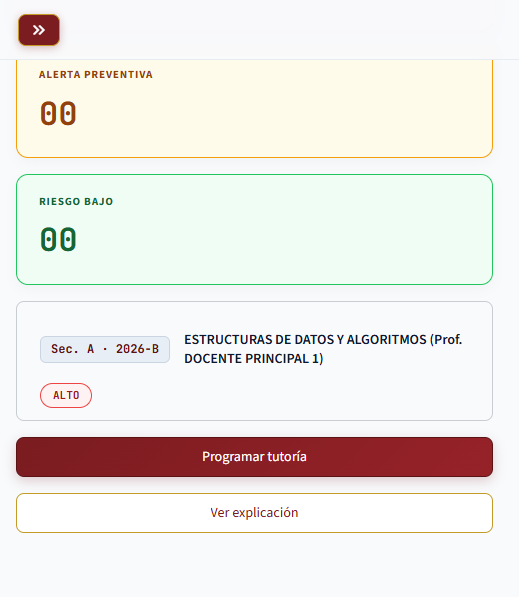 ALERTA PREVENTIVA
00
RIESGO BAJO
00
Sec. A · 2026-B
ESTRUCTURAS DE DATOS Y ALGORITMOS (Prof.
DOCENTE PRINCIPAL 1)
ALTO
Programar tutoría
Ver explicación